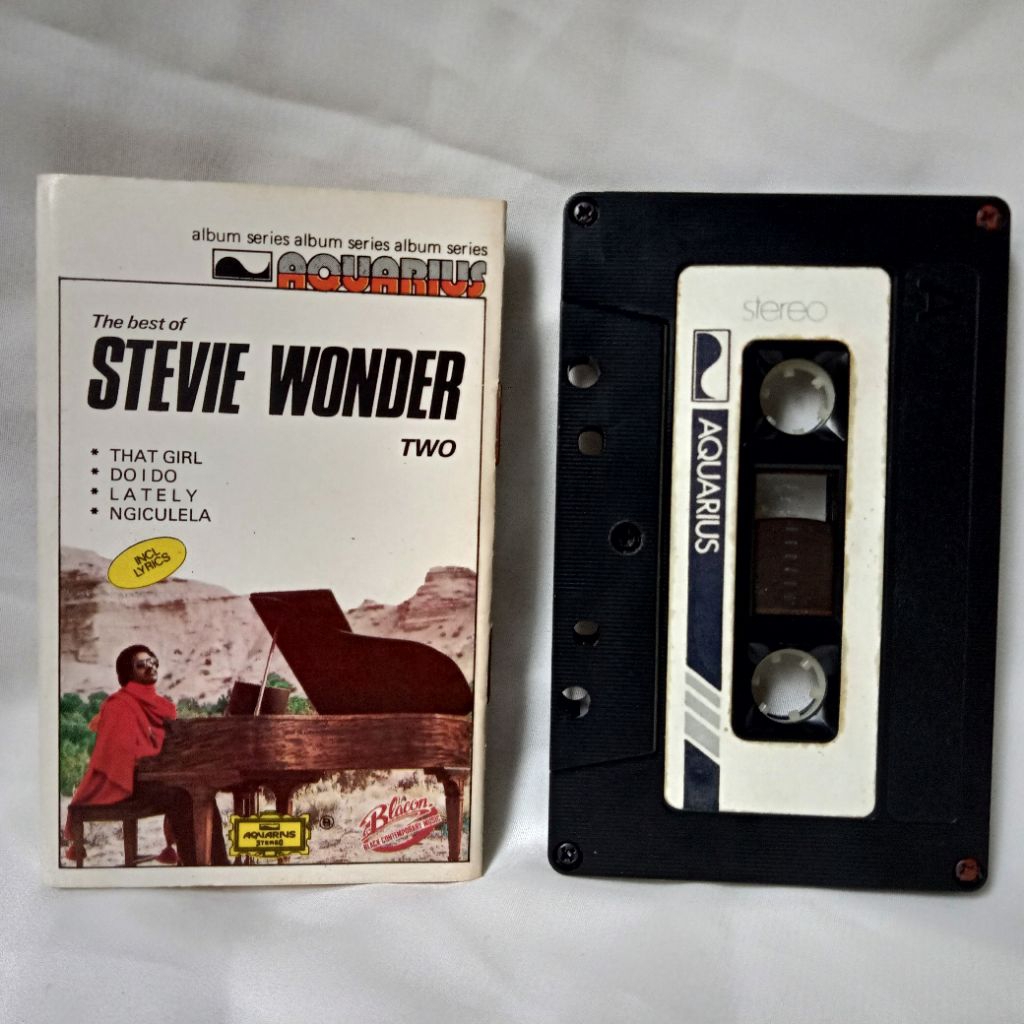 album series album series album series
AQUARIUS
The best of
STEVIE WONDER
TWO
* THAT GIRL
* DO I DO
* LATELY
* NGICULELA
INCL
LYRICS
AQUARIUS
STEREO
®
Blacon
BLACK CONTEMPORARY MUSIC
stereo
AQUARIUS
A